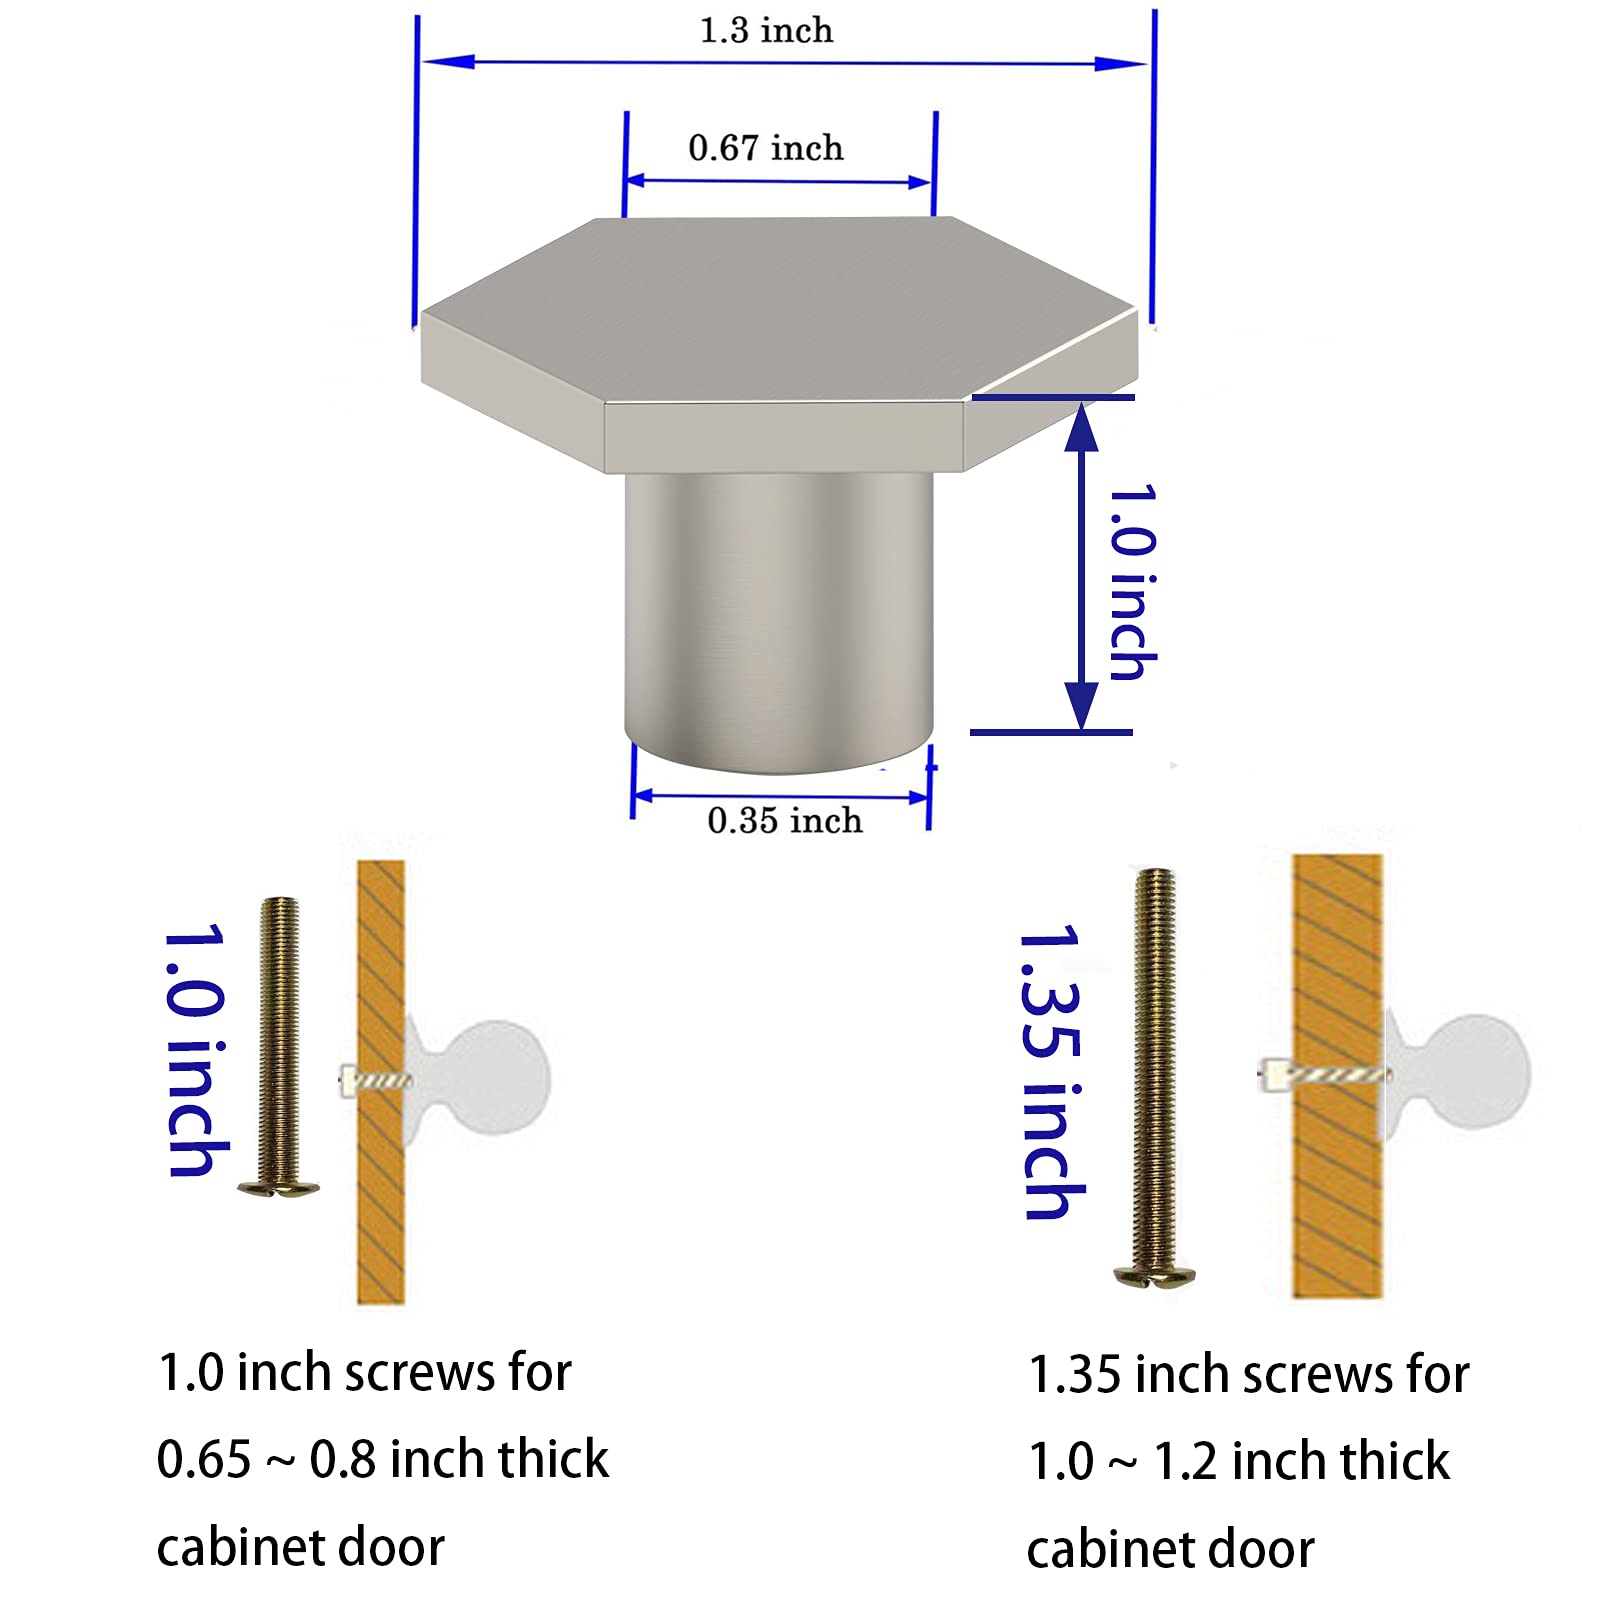 1.3 inch
0.67 inch
1.0 inch
0.35 inch
1.0 inch
1.35 inch
1.0 inch screws for
0.65 ~ 0.8 inch thick
cabinet door
1.35 inch screws for
1.0 ~ 1.2 inch thick
cabinet door